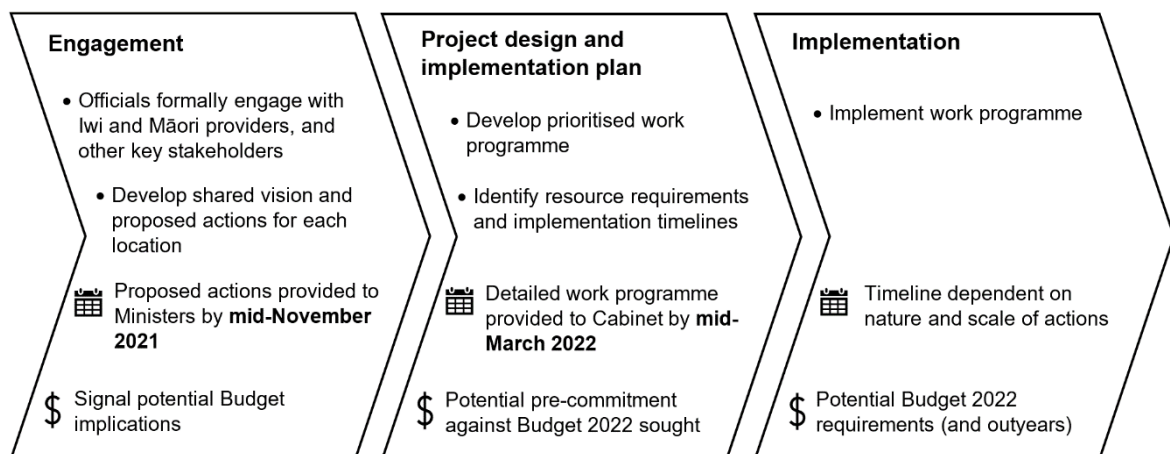 Engagement
• Officials formally engage with
Iwi and Māori providers, and
other key stakeholders
• Develop shared vision and
proposed actions for each
location
Proposed actions provided to
Ministers by mid-November
2021
$ Signal potential Budget
implications
Project design and
implementation plan
• Develop prioritised work
programme
• Identify resource requirements
and implementation timelines
Detailed work programme
provided to Cabinet by mid-
March 2022
$ Potential pre-commitment
against Budget 2022 sought
Implementation
• Implement work programme
Timeline dependent on
nature and scale of actions
$ Potential Budget 2022
requirements (and outyears)